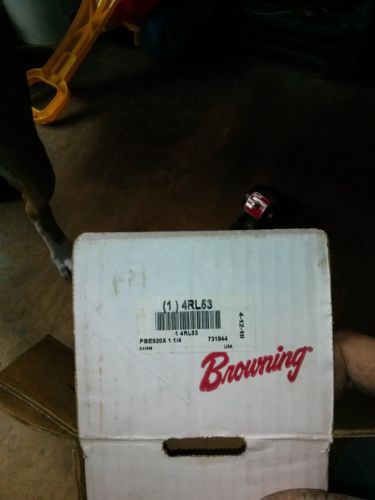 (1) 4RL53
1 4RL53
PBE920X 1 1/4 731944
USA
4-12-10
Browning